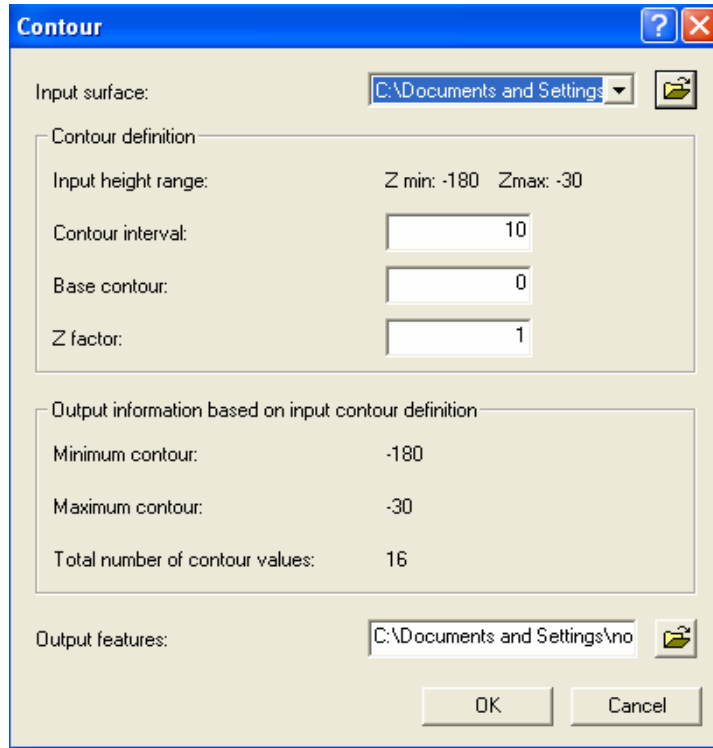 Contour
Input surface: C:\Documents and Settings
Contour definition
Input height range: Z min: -180 Zmax: -30
Contour interval: 10
Base contour: 0
Z factor: 1
Output information based on input contour definition
Minimum contour: -180
Maximum contour: -30
Total number of contour values: 16
Output features: C:\Documents and Settings\no
OK Cancel